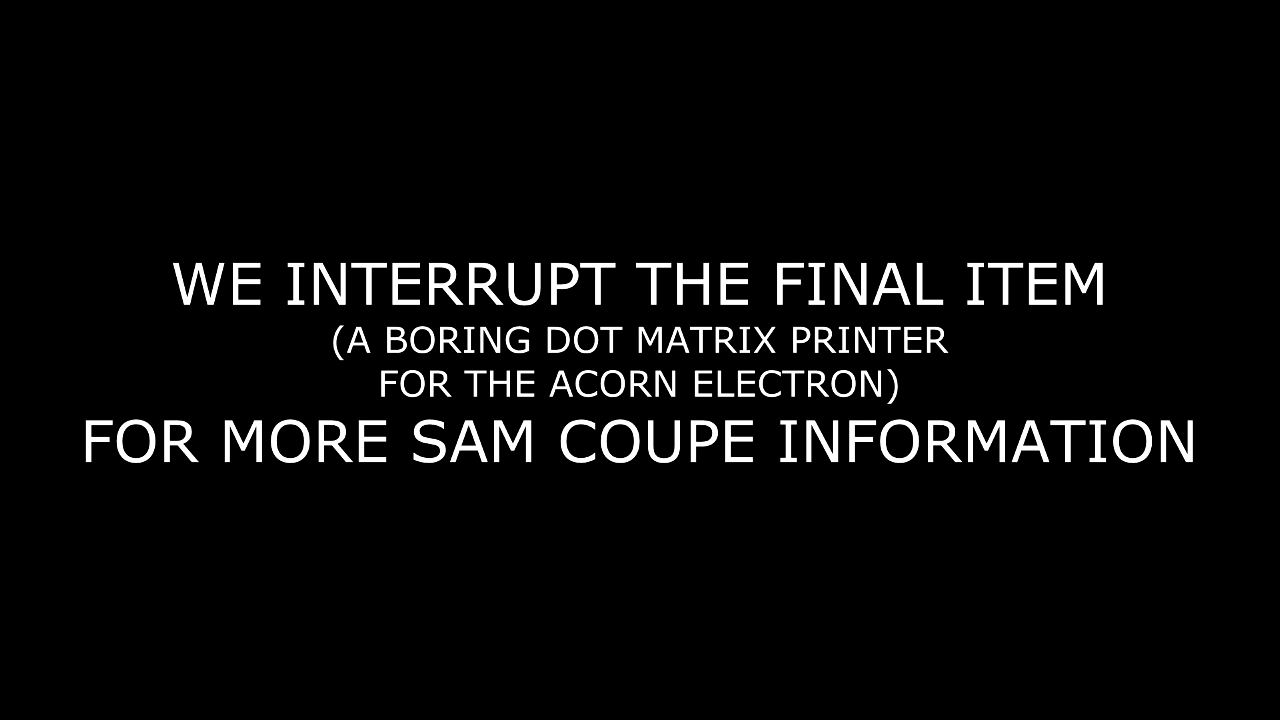 WE INTERRUPT THE FINAL ITEM
(A BORING DOT MATRIX PRINTER
FOR THE ACORN ELECTRON)
FOR MORE SAM COUPE INFORMATION